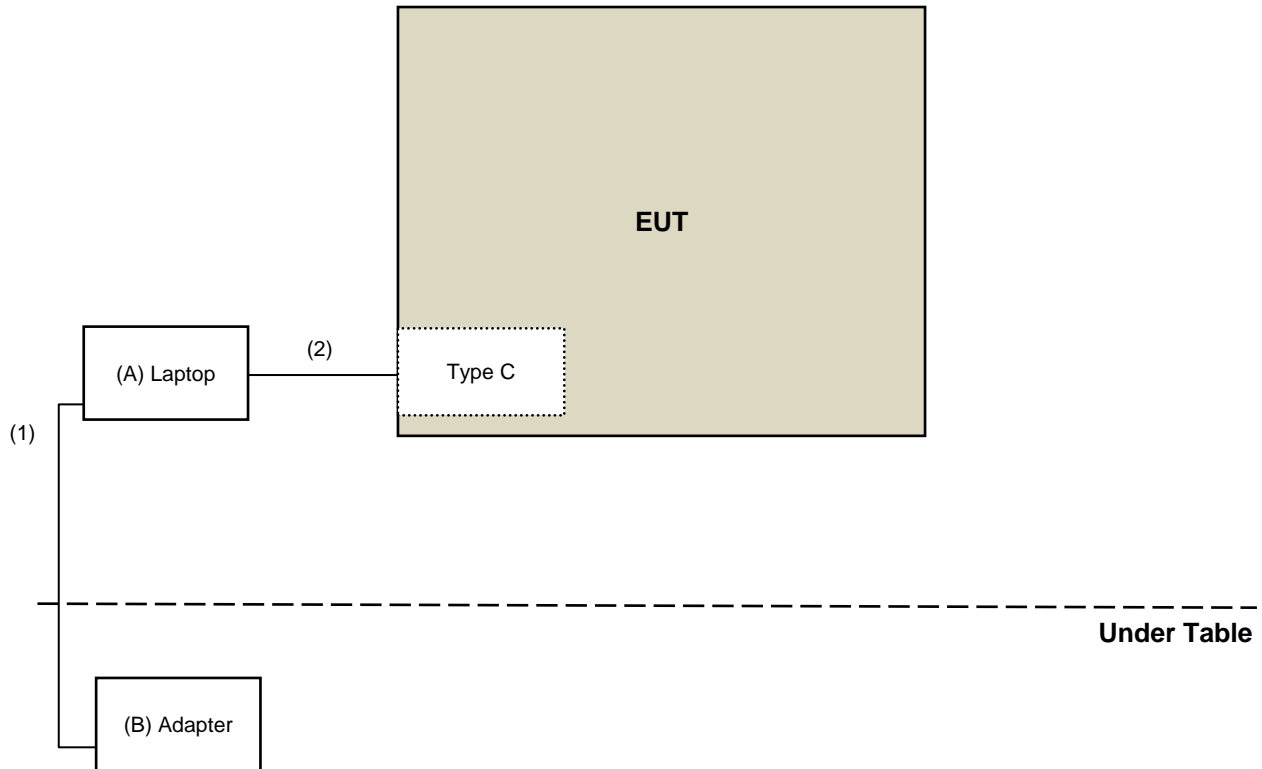 EUT
(2)
(A) Laptop
Type C
(1)
Under Table
(B) Adapter